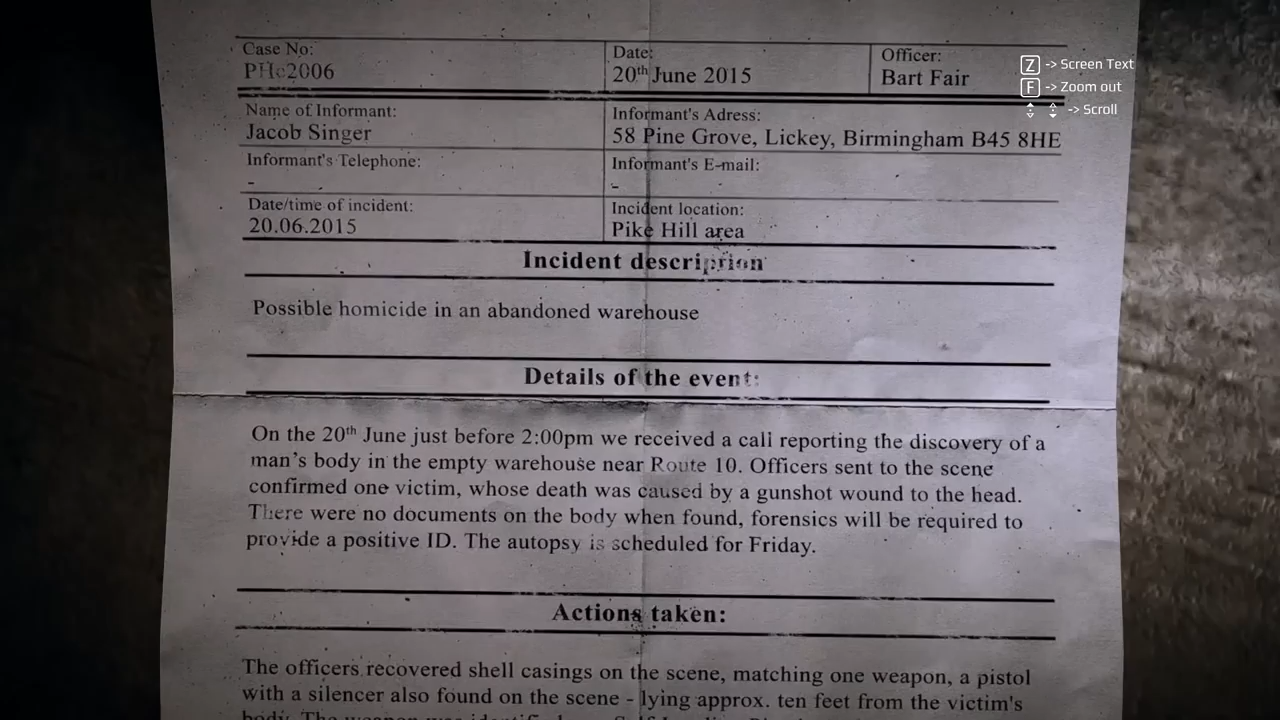 Case No:
PHc2006
Date:
20th June 2015
Officer:
Bart Fair
Z -> Screen Text
F -> Zoom out
-> Scroll
Name of Informant:
Jacob Singer
Informant's Adress:
58 Pine Grove, Lickey, Birmingham B45 8HE
Informant's Telephone:
-
Informant's E-mail:
-
Date/time of incident:
20.06.2015
Incident location:
Pike Hill area
Incident description
Possible homicide in an abandoned warehouse
Details of the event:
On the 20th June just before 2:00pm we received a call reporting the discovery of a
man's body in the empty warehouse near Route 10. Officers sent to the scene
confirmed one victim, whose death was caused by a gunshot wound to the head.
There were no documents on the body when found, forensics will be required to
provide a positive ID. The autopsy is scheduled for Friday.
Actions taken:
The officers recovered shell casings on the scene, matching one weapon, a pistol
with a silencer also found on the scene - lying approx. ten feet from the victim's
body. The weapon was